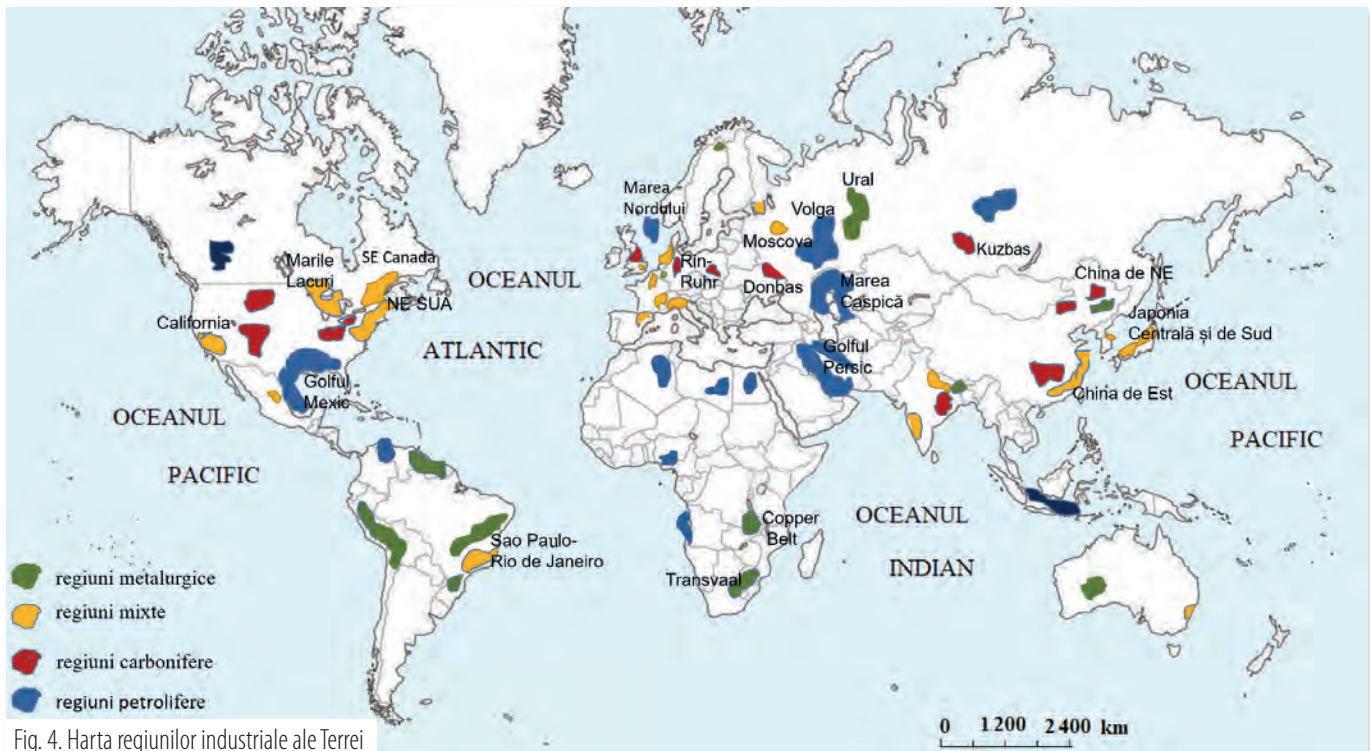 Marea
Nordului
Ural
Volga
Moscova
Kuzbas
Rin-
Ruhr
Donbas
Marea
Caspică
China de NE
Japonia
Centrală și de Sud
China de Est
Golful
Persic
Marile
Lacuri
SE Canada
NE-SUA
California
Golful
Mexic
OCEANUL
ATLANTIC
OCEANUL
PACIFIC
OCEANUL
PACIFIC
Sao Paulo-
Rio de Janeiro
Copper
Belt
Transvaal
OCEANUL
INDIAN
regiuni metalurgice
regiuni mixte
regiuni carbonifere
regiuni petrolifere
0 1200 2 400 km
Fig. 4. Harta regiunilor industriale ale Terrei